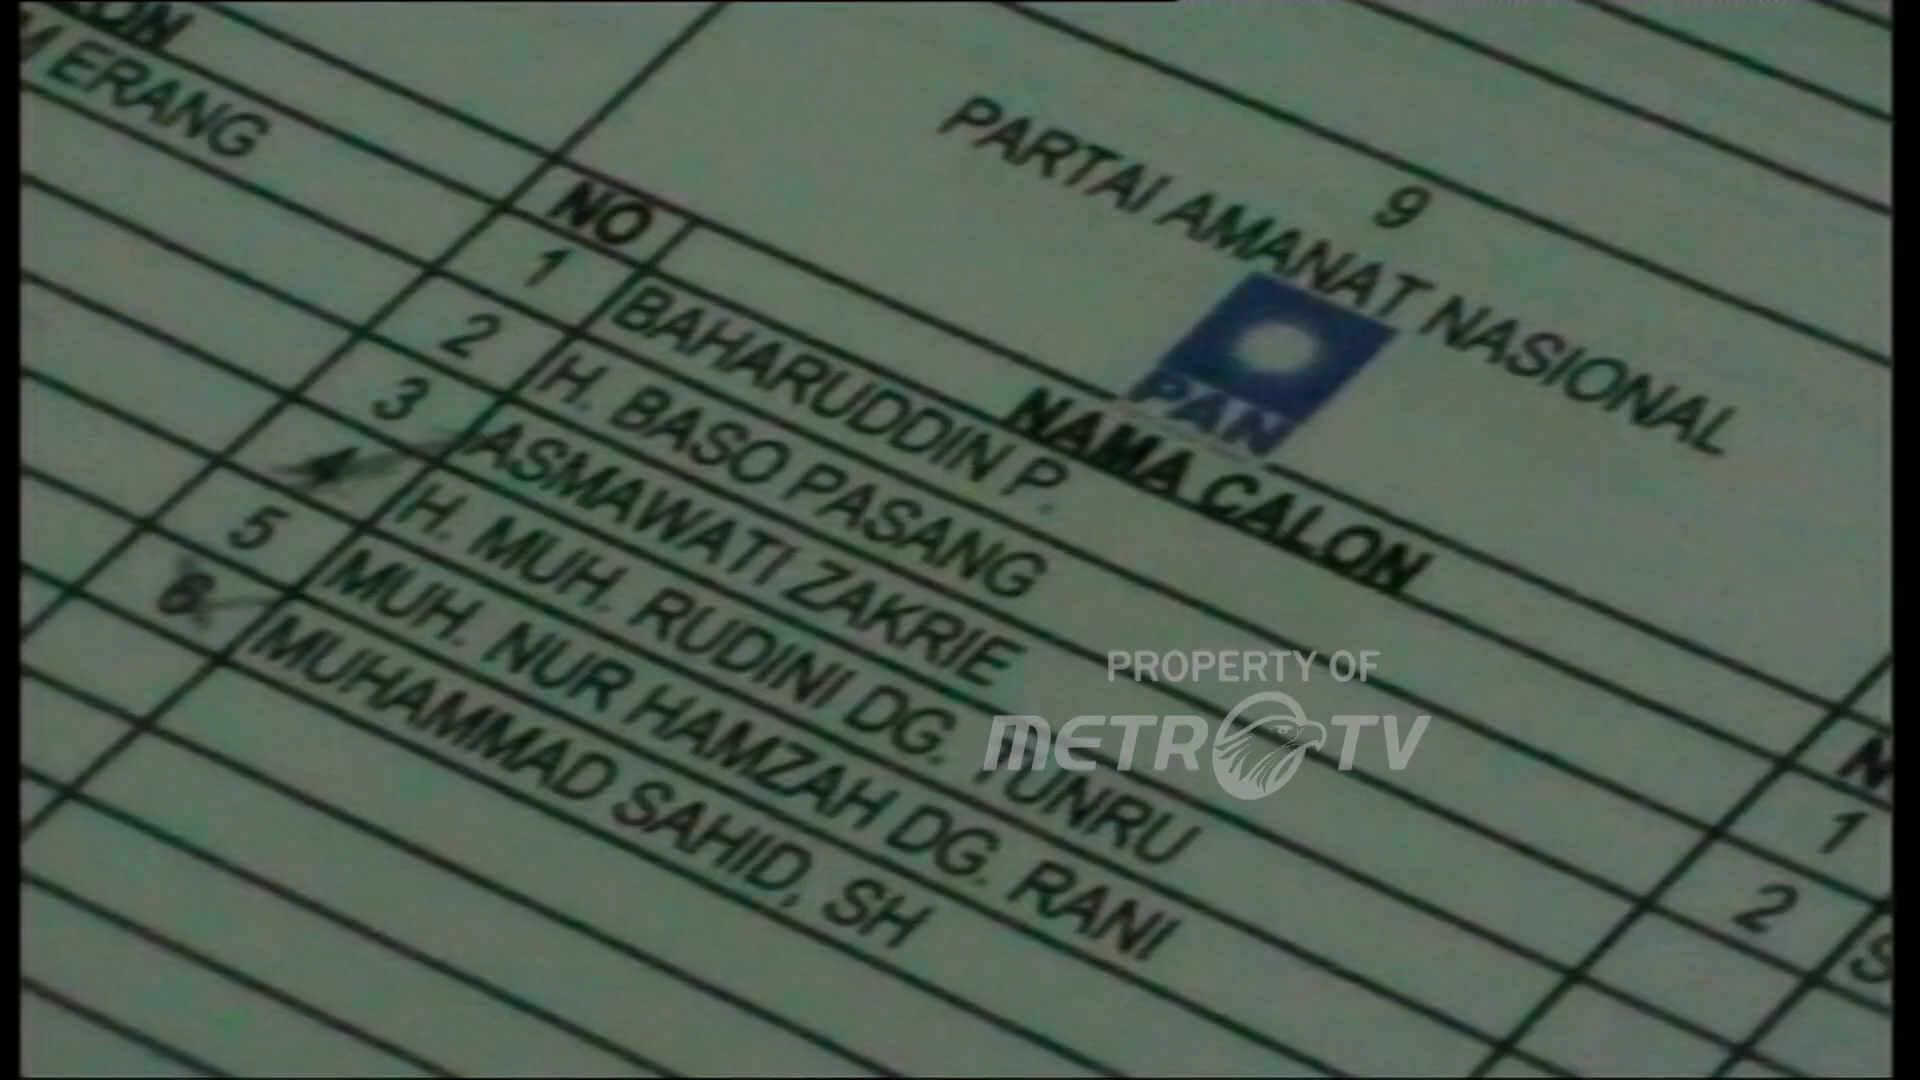 M ERANG
9
PARTAI AMANAT NASIONAL
PAN
NO NAMA CALON
1 BAHARUDDIN P.
2 H. BASO PASANG
3 ASMAWATI ZAKRIE
4 H. MUH. RUDINI DG. TUNRU
5 MUH. NUR HAMZAH DG. RANI
6 MUHAMMAD SAHID, SH
1
2
PROPERTY OF
METRO TV